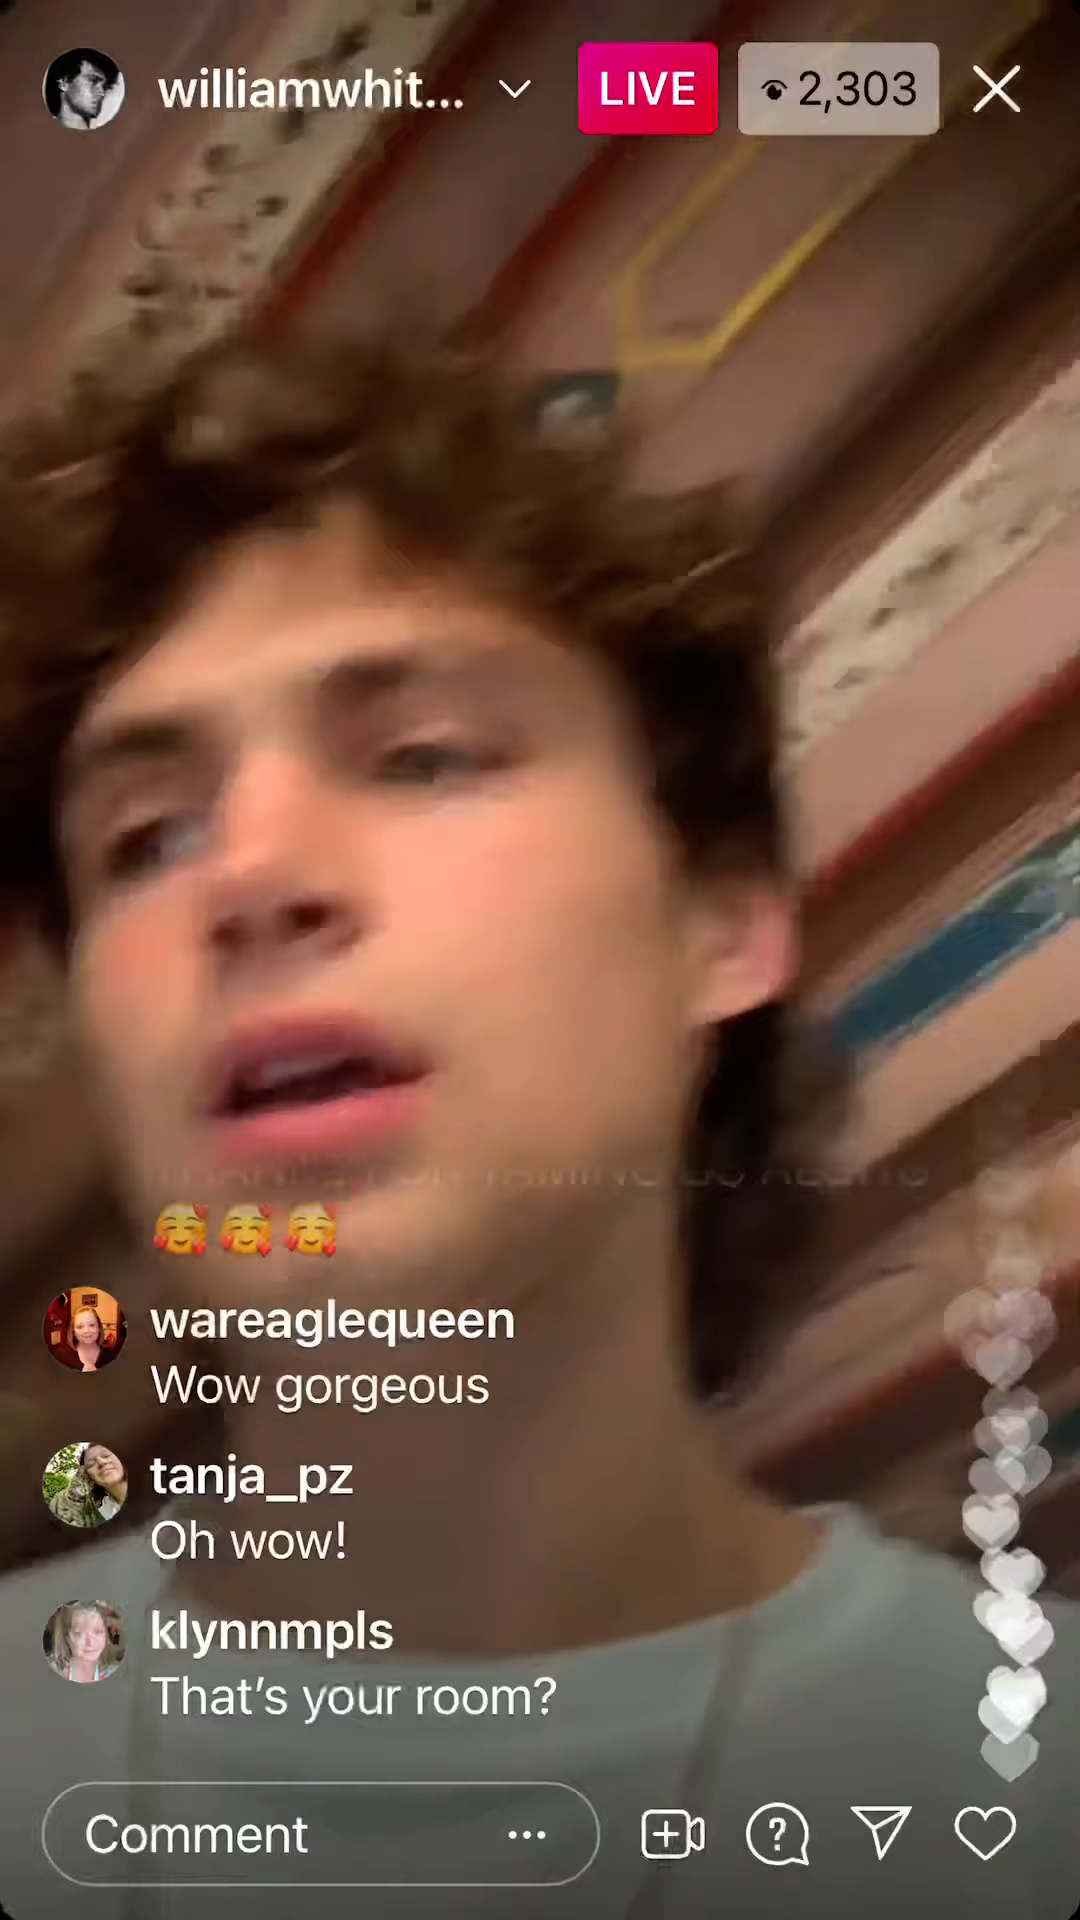 williamwhit...
LIVE
2,303
🥰🥰🥰
wareaglequeen
Wow gorgeous
tanja_pz
Oh wow!
klynnmpls
That's your room?
Comment